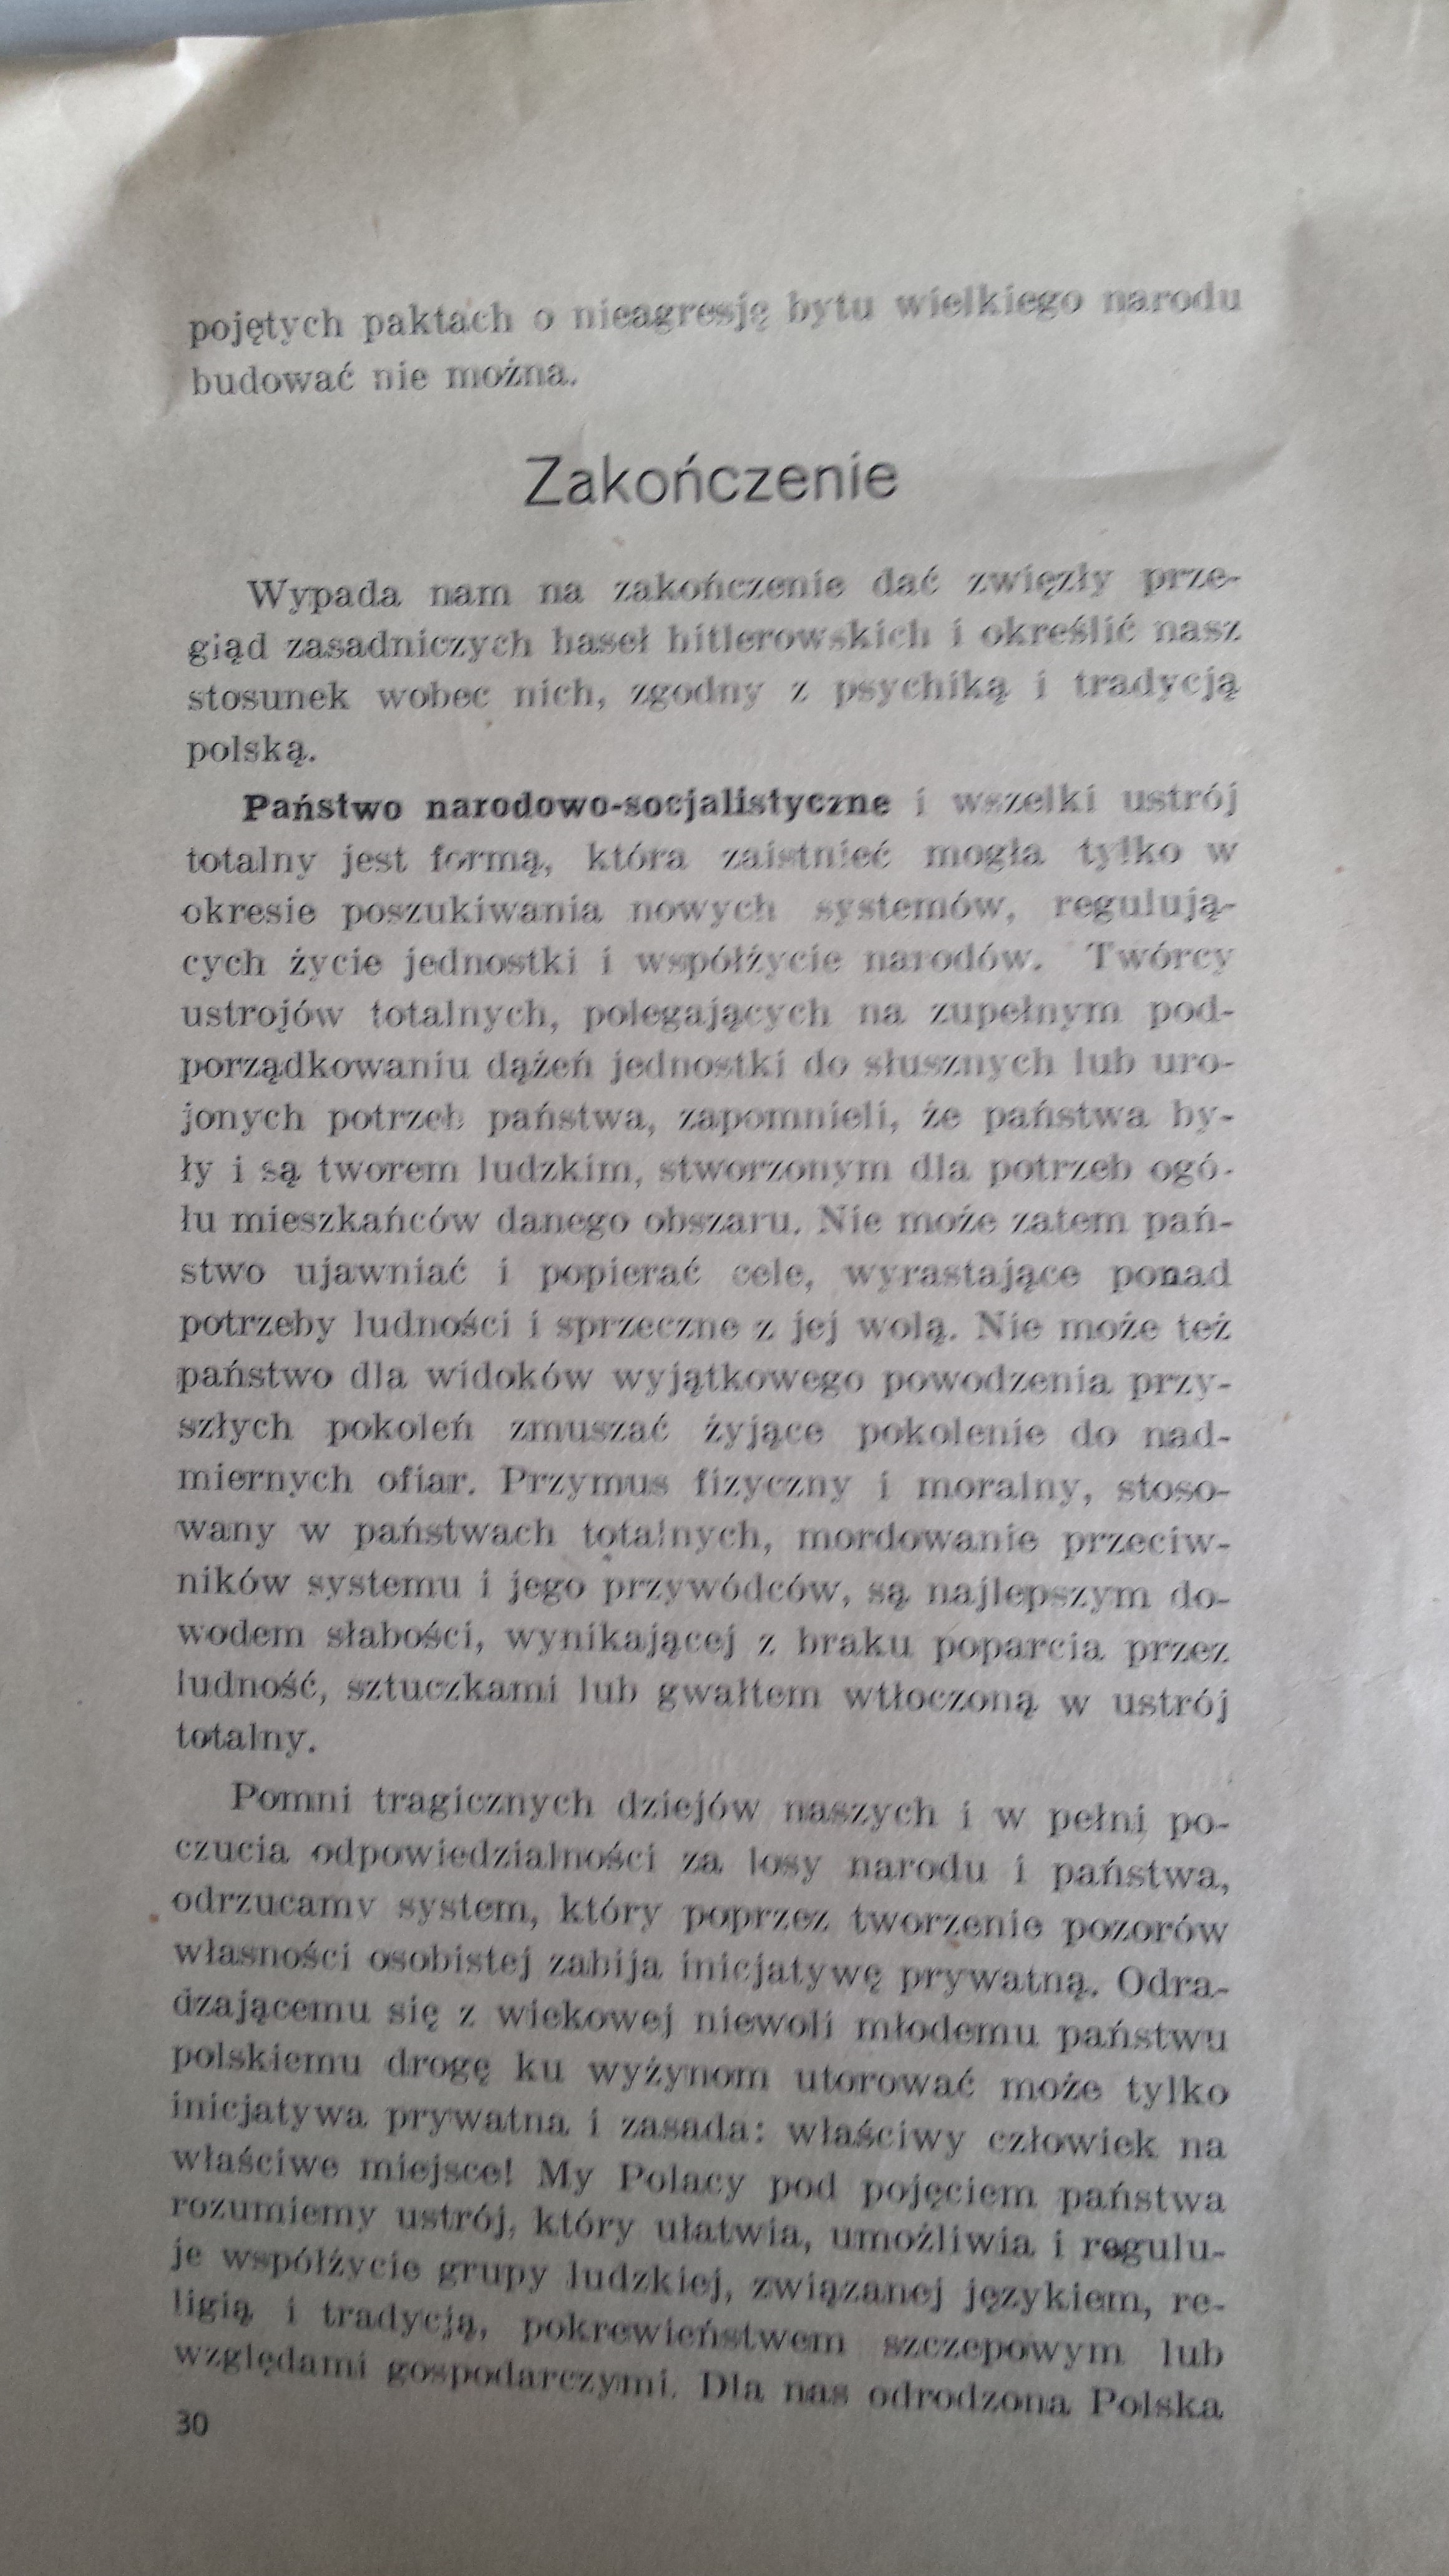 pojętych paktach o nieagresję bytu wielkiego narodu
budować nie można.
Zakończenie
Wypada nam na zakończenie dać zwięzły prze-
gląd zasadniczych haseł hitlerowskich i określić nasz
stosunek wobec nich, zgodny z psychiką i tradycją
polską.
Państwo narodowo-socjalistyczne i wszelki ustrój
totalny jest formą, która zaistnieć mogła tylko w
okresie poszukiwania nowych systemów, regulują-
cych życie jednostki i współżycie narodów. Twórcy
ustrojów totalnych, polegających na zupełnym pod-
porządkowaniu dążeń jednostki do słusznych lub uro-
jonych potrzeb państwa, zapomnieli, że państwa by-
ły i są tworem ludzkim, stworzonym dla potrzeb ogó-
łu mieszkańców danego obszaru. Nie może zatem pań-
stwo ujawniać i popierać cele, wyrastające ponad
potrzeby ludności i sprzeczne z jej wolą. Nie może też
państwo dla widoków wyjątkowego powodzenia przy-
szłych pokoleń zmuszać żyjące pokolenie do nad-
miernych ofiar. Przymus fizyczny i moralny, stoso-
wany w państwach totalnych, mordowanie przeciw-
ników systemu i jego przywódców, są najlepszym do-
wodem słabości, wynikającej z braku poparcia przez
ludność, sztuczkami lub gwałtem wtłoczoną w ustrój
totalny.
Pomni tragicznych dziejów naszych i w pełni po-
czucia odpowiedzialności za losy narodu i państwa,
odrzucamy system, który poprzez tworzenie pozorów
własności osobistej zabija inicjatywę prywatną. Odra-
dzającemu się z wiekowej niewoli młodemu państwu
polskiemu drogę ku wyżynom utorować może tylko
inicjatywa prywatna i zasada: właściwy człowiek na
właściwe miejsce! My Polacy pod pojęciem państwa
rozumiemy ustrój, który ułatwia, umożliwia i regulu-
je współżycie grupy ludzkiej, związanej językiem, re-
ligią i tradycją, pokrewieństwem szczepowym lub
względami gospodarczymi. Dla nas odrodzona Polska
30